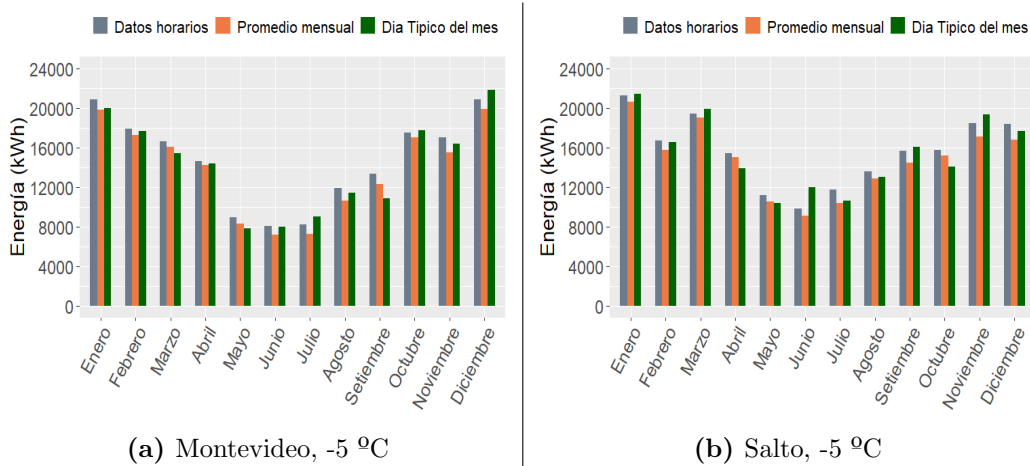 Datos horarios Promedio mensual Dia Tipico del mes
Energía (kWh)
24000
20000
16000
12000
8000
4000
0
Enero
Febrero
Marzo
Abril
Mayo
Junio
Julio
Agosto
Setiembre
Octubre
Noviembre
Diciembre
(a) Montevideo, -5 ºC
Datos horarios Promedio mensual Dia Tipico del mes
Energía (kWh)
24000
20000
16000
12000
8000
4000
0
Enero
Febrero
Marzo
Abril
Mayo
Junio
Julio
Agosto
Setiembre
Octubre
Noviembre
Diciembre
(b) Salto, -5 ºC